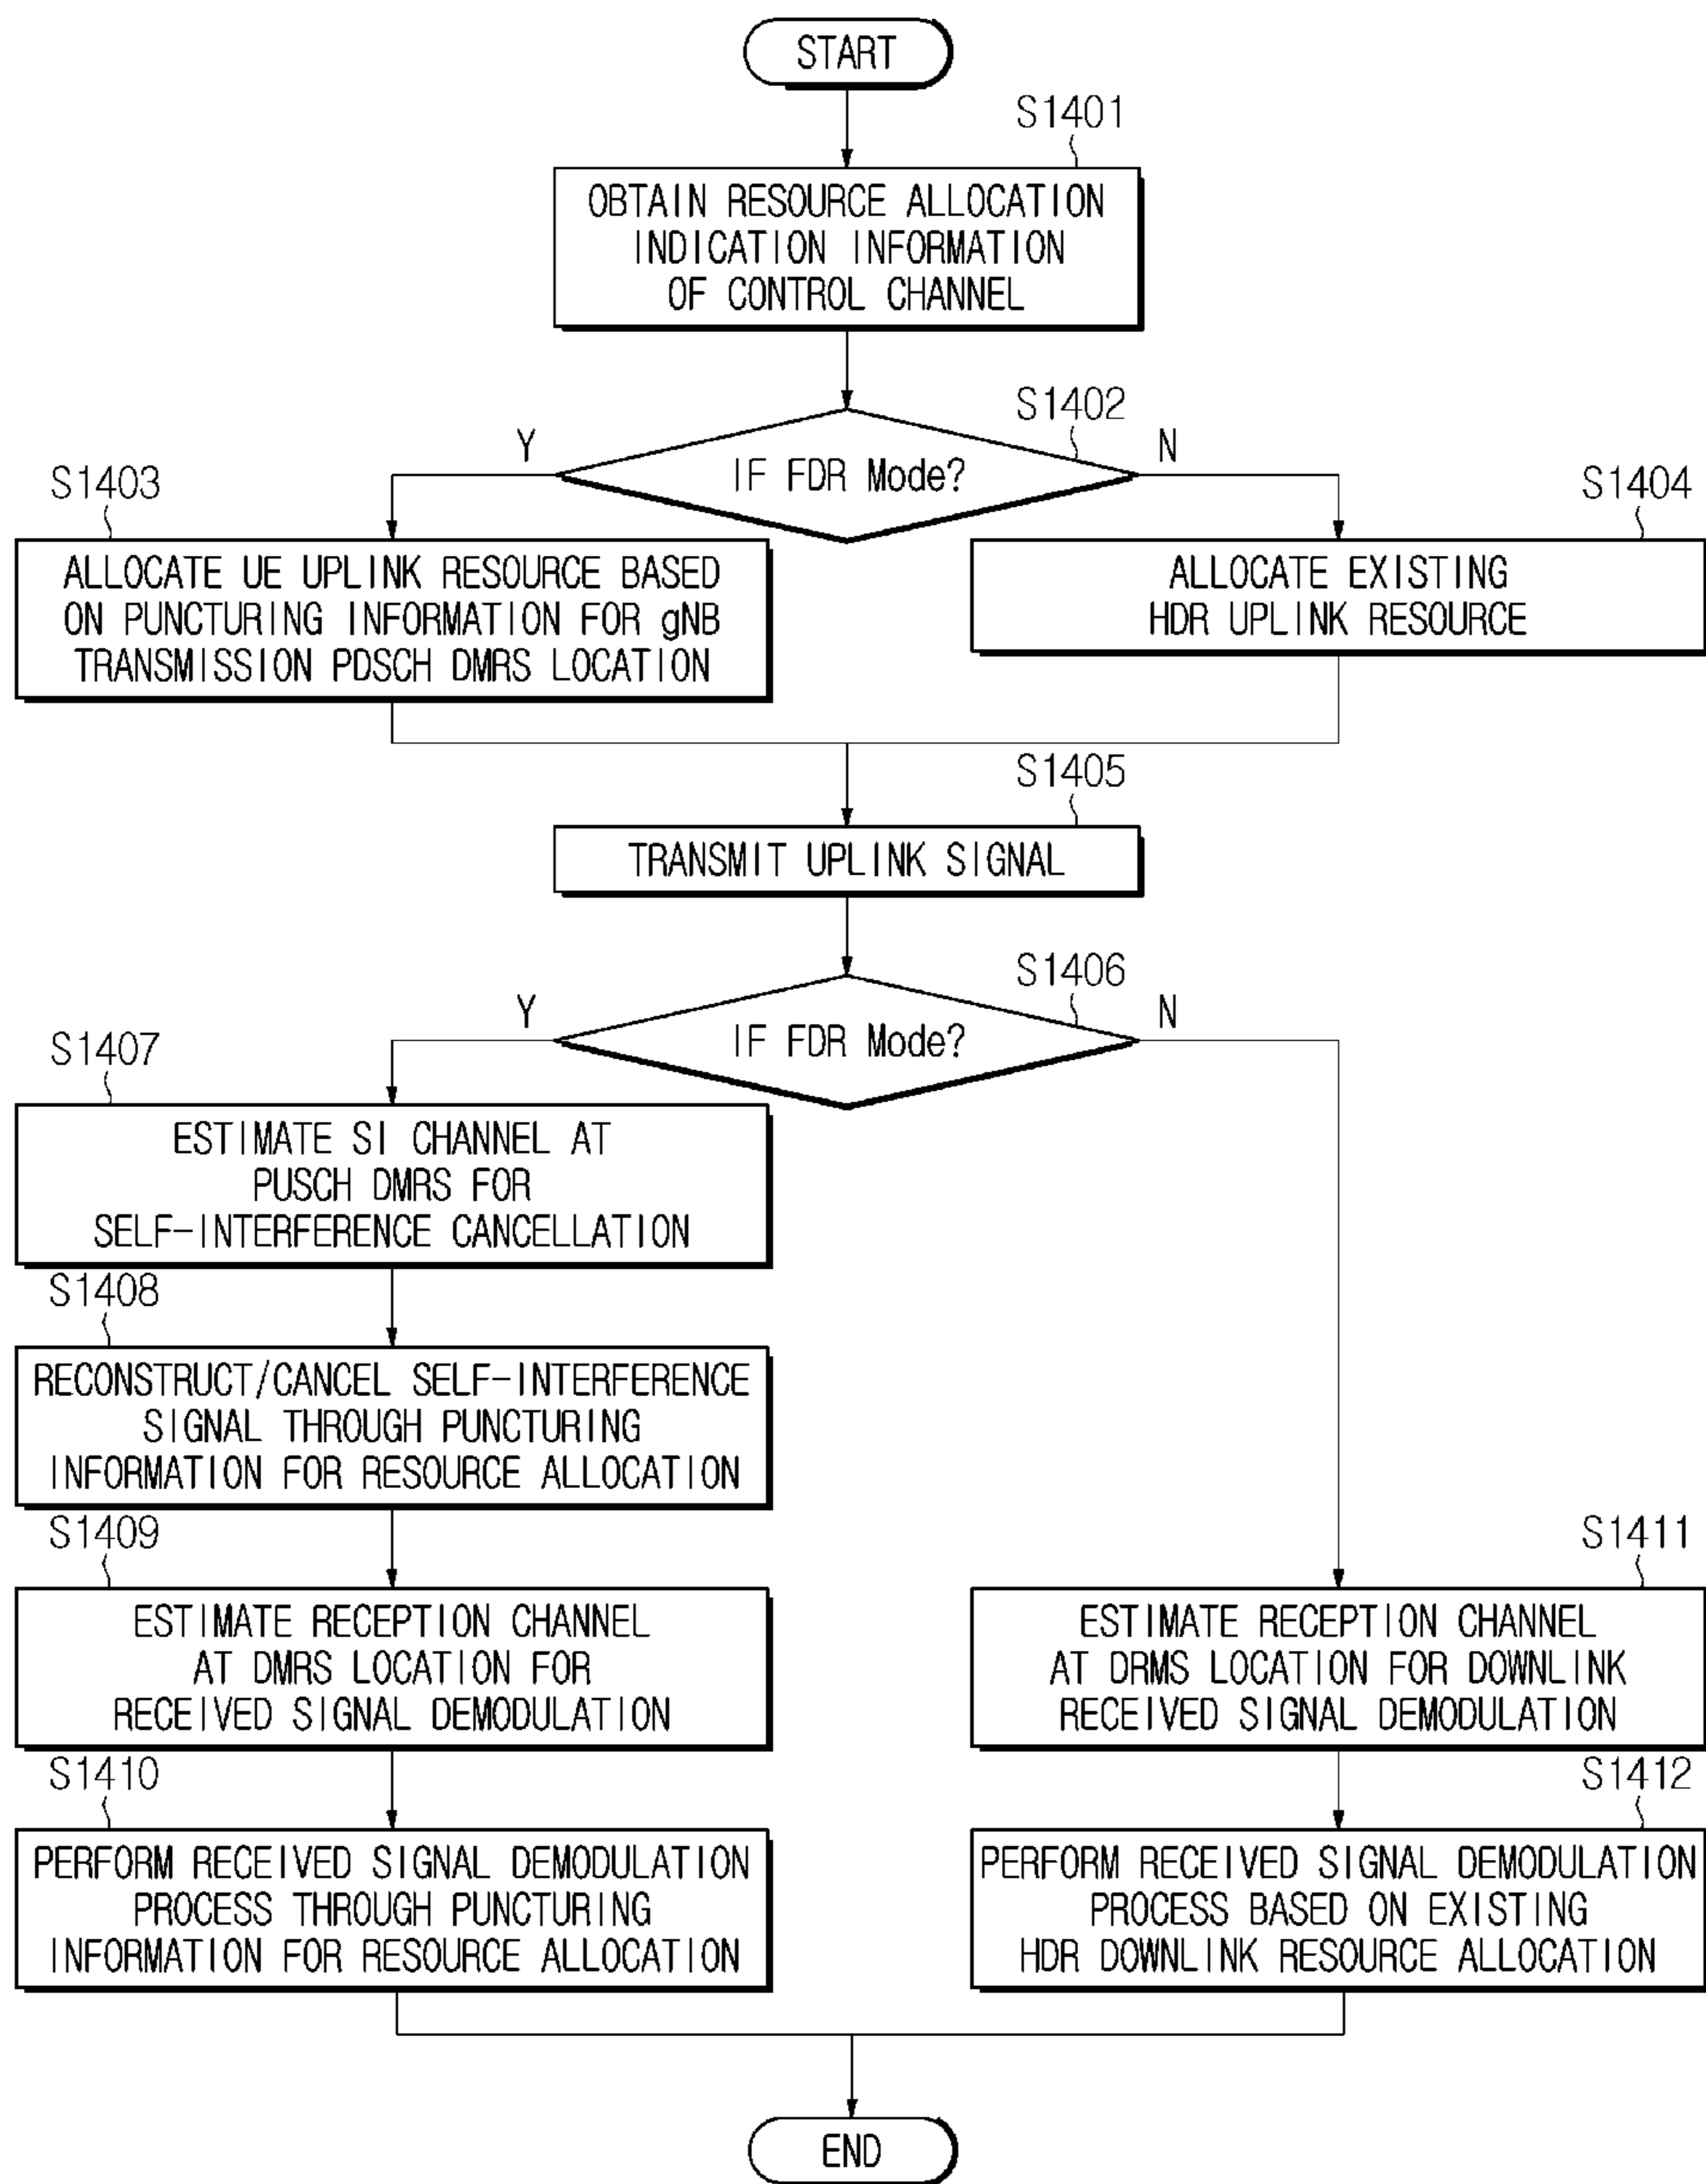 START
S1401
OBTAIN RESOURCE ALLOCATION
INDICATION INFORMATION
OF CONTROL CHANNEL
S1402
Y
IF FDR Mode?
N
S1403
ALLOCATE UE UPLINK RESOURCE BASED
ON PUNCTURING INFORMATION FOR gNB
TRANSMISSION PDSCH DMRS LOCATION
S1404
ALLOCATE EXISTING
HDR UPLINK RESOURCE
S1405
TRANSMIT UPLINK SIGNAL
S1406
Y
IF FDR Mode?
N
S1407
ESTIMATE SI CHANNEL AT
PUSCH DMRS FOR
SELF-INTERFERENCE CANCELLATION
S1408
RECONSTRUCT/CANCEL SELF-INTERFERENCE
SIGNAL THROUGH PUNCTURING
INFORMATION FOR RESOURCE ALLOCATION
S1409
ESTIMATE RECEPTION CHANNEL
AT DMRS LOCATION FOR
RECEIVED SIGNAL DEMODULATION
S1410
PERFORM RECEIVED SIGNAL DEMODULATION
PROCESS THROUGH PUNCTURING
INFORMATION FOR RESOURCE ALLOCATION
S1411
ESTIMATE RECEPTION CHANNEL
AT DRMS LOCATION FOR DOWNLINK
RECEIVED SIGNAL DEMODULATION
S1412
PERFORM RECEIVED SIGNAL DEMODULATION
PROCESS BASED ON EXISTING
HDR DOWNLINK RESOURCE ALLOCATION
END